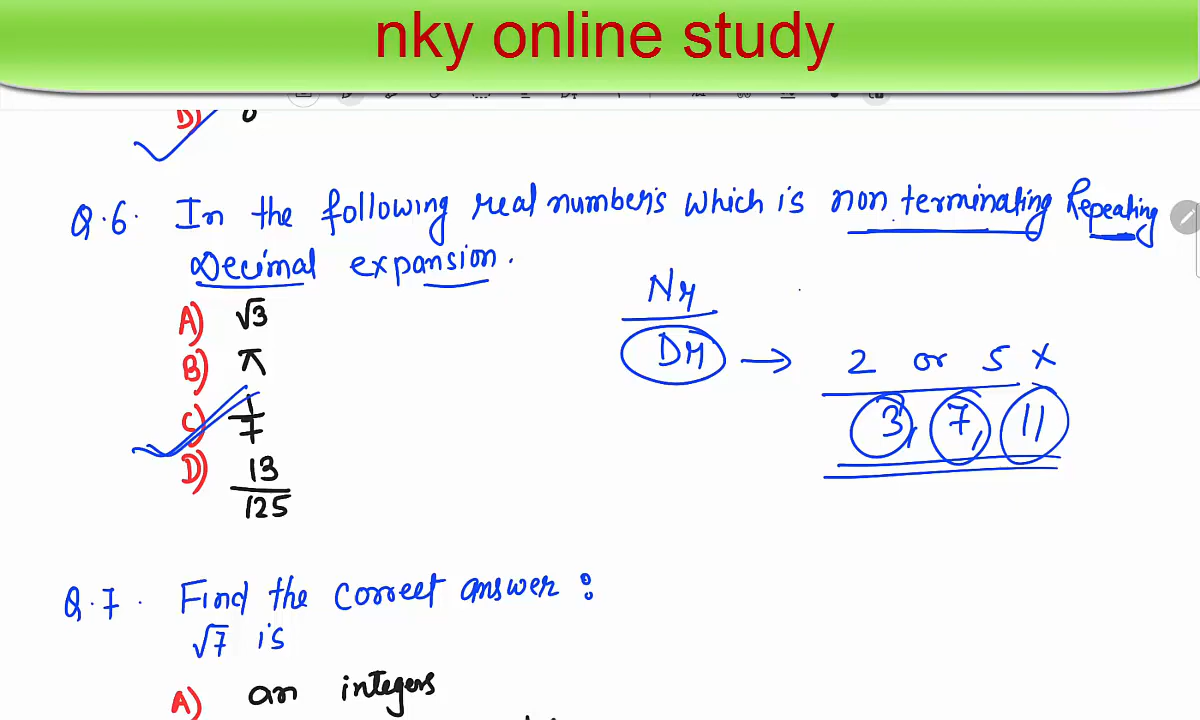 nky online study
D) 0
Q.6. In the following real numbers which is non terminating Repeating
Decimal expansion.
A) √3
B) π
C) 1/7
D) 13/125
Nr
Dr → 2 or 5 ×
3, 7, 11
Q.7. Find the correct answer :
√7 is
A) an integers